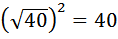 (√40)² = 40